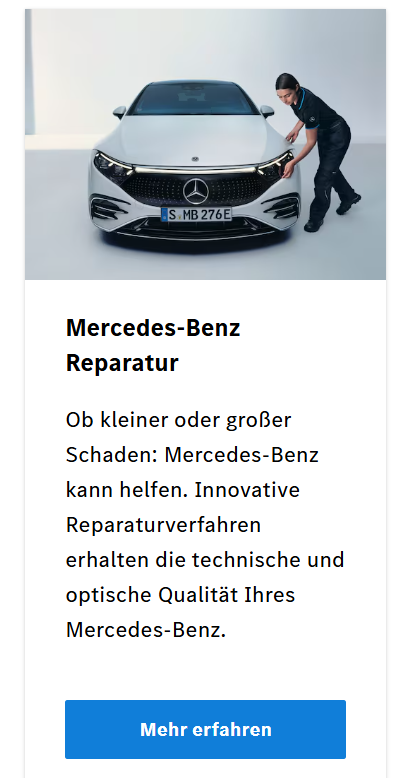 S MB 276E
Mercedes-Benz
Reparatur
Ob kleiner oder großer
Schaden: Mercedes-Benz
kann helfen. Innovative
Reparaturverfahren
erhalten die technische und
optische Qualität Ihres
Mercedes-Benz.
Mehr erfahren